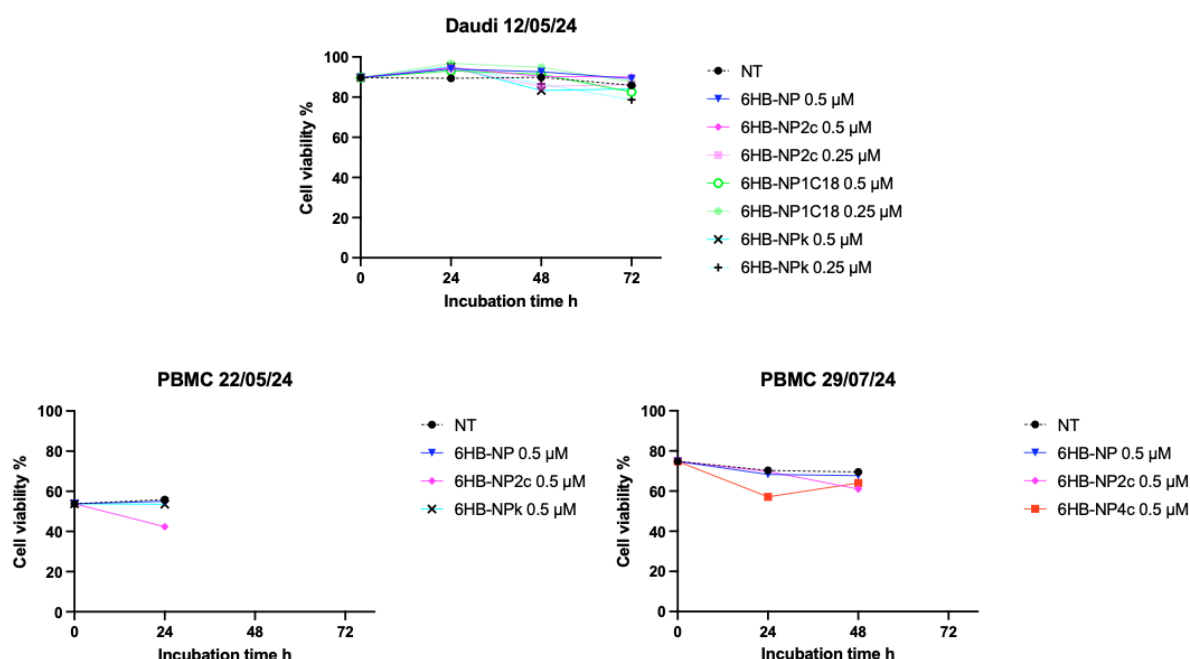 Daudi 12/05/24
100
80
60
40
20
0
Cell viability %
0 24 48 72
Incubation time h
NT
6HB-NP 0.5 µM
6HB-NP2c 0.5 µM
6HB-NP2c 0.25 µM
6HB-NP1C18 0.5 µM
6HB-NP1C18 0.25 µM
6HB-NPk 0.5 µM
6HB-NPk 0.25 µM
PBMC 22/05/24
100
80
60
40
20
0
Cell viability %
0 24 48 72
Incubation time h
NT
6HB-NP 0.5 µM
6HB-NP2c 0.5 µM
6HB-NPk 0.5 µM
PBMC 29/07/24
100
80
60
40
20
0
Cell viability %
0 24 48 72
Incubation time h
NT
6HB-NP 0.5 µM
6HB-NP2c 0.5 µM
6HB-NP4c 0.5 µM